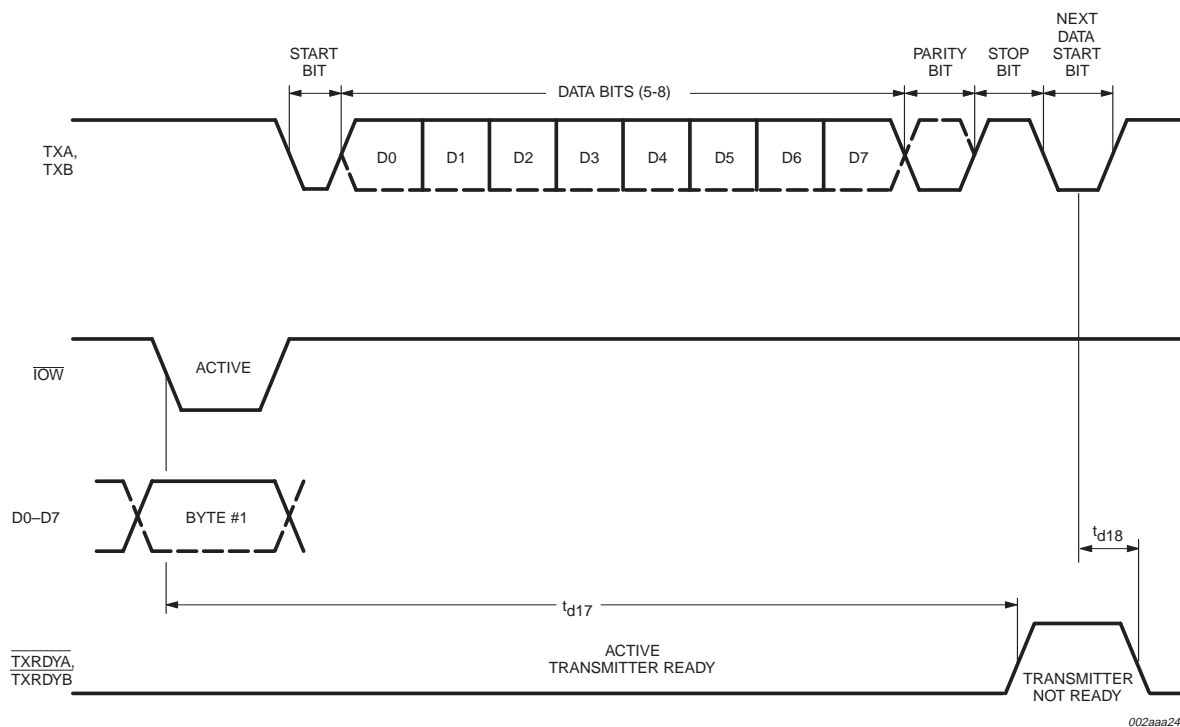 START
BIT
DATA BITS (5-8)
PARITY
BIT
STOP
BIT
NEXT
DATA
START
BIT
TXA,
TXB
D0
D1
D2
D3
D4
D5
D6
D7
IOW
ACTIVE
D0–D7
BYTE #1
td18
td17
TXRDYA,
TXRDYB
ACTIVE
TRANSMITTER READY
TRANSMITTER
NOT READY
002aaa24